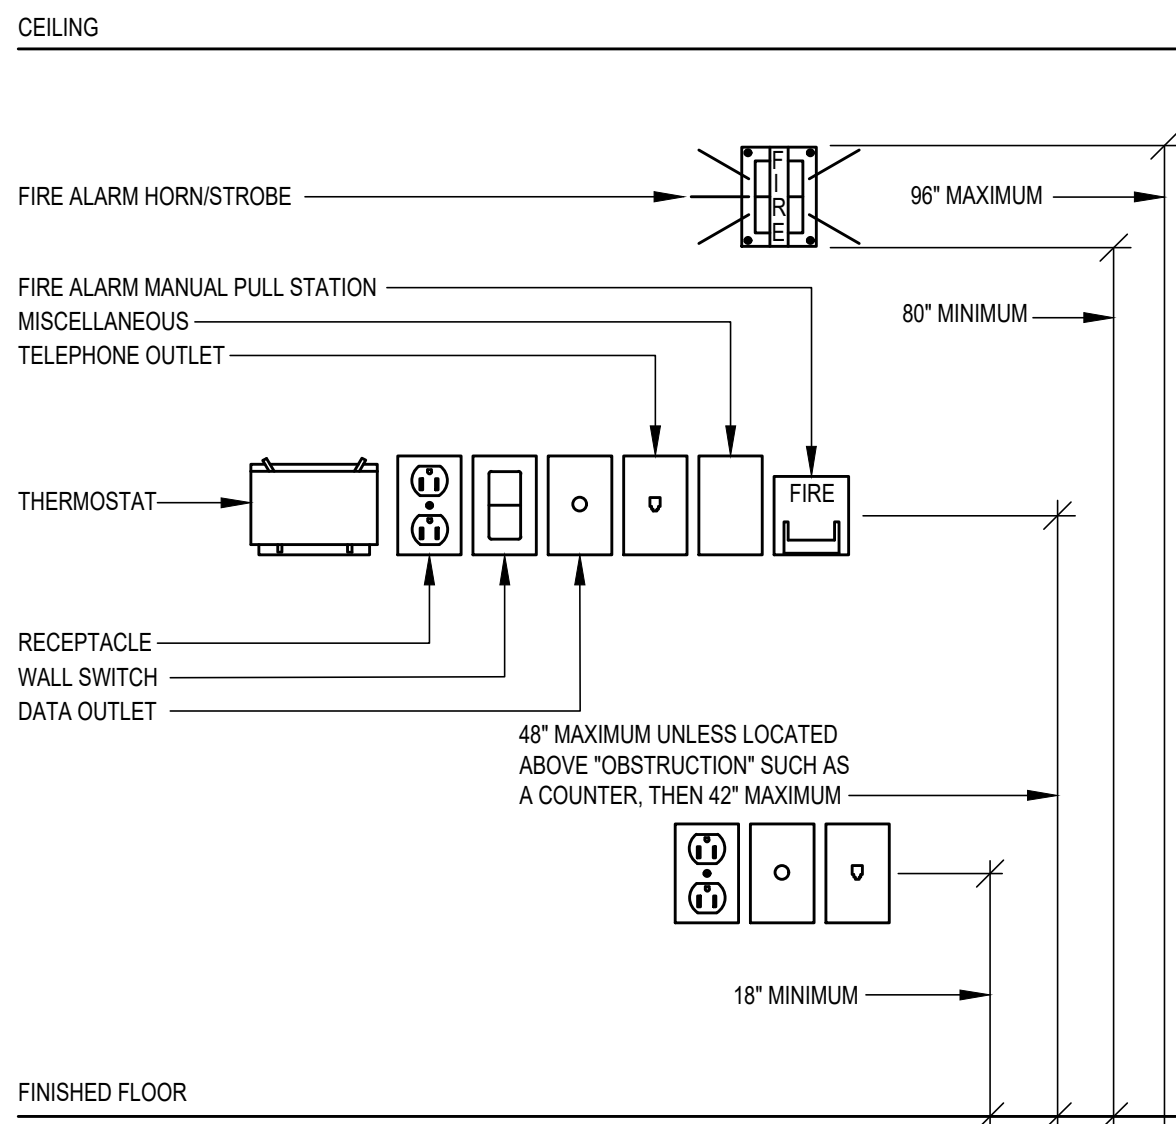 CEILING
FIRE ALARM HORN/STROBE
FIRE
96" MAXIMUM
FIRE ALARM MANUAL PULL STATION
MISCELLANEOUS
80" MINIMUM
TELEPHONE OUTLET
THERMOSTAT
FIRE
RECEPTACLE
WALL SWITCH
DATA OUTLET
48" MAXIMUM UNLESS LOCATED
ABOVE "OBSTRUCTION" SUCH AS
A COUNTER, THEN 42" MAXIMUM
18" MINIMUM
FINISHED FLOOR